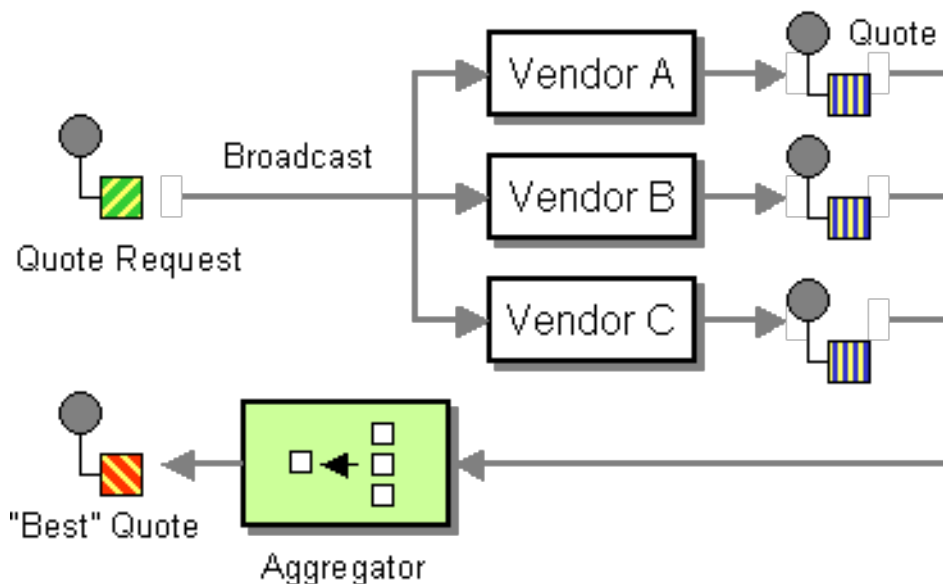 Vendor A
Quote
Broadcast
Vendor B
Quote Request
Vendor C
"Best" Quote
Aggregator